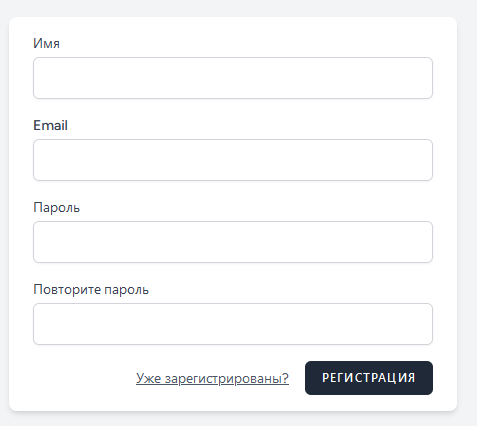 Имя
Email
Пароль
Повторите пароль
Уже зарегистрированы? РЕГИСТРАЦИЯ